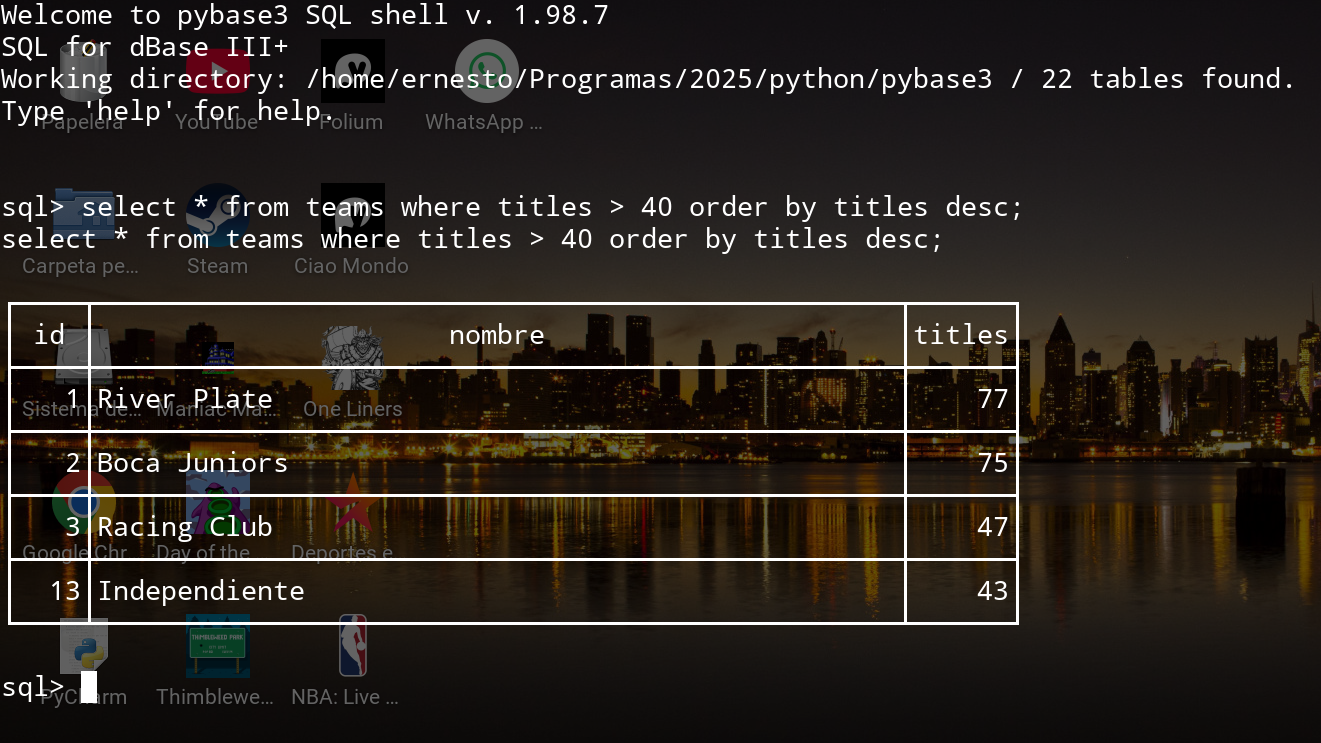 Welcome to pybase3 SQL shell v. 1.98.7
SQL for dBase III+
Working directory: /home/ernesto/Programas/2025/python/pybase3 / 22 tables found.
Type 'help' for help.
Papelera YouTube Folium WhatsApp ...
sql> select * from teams where titles > 40 order by titles desc;
select * from teams where titles > 40 order by titles desc;
Carpeta pe... Steam Ciao Mondo
id nombre titles
1 River Plate 77
Sistema de... Maniac Ma... One Liners
2 Boca Juniors 75
3 Racing Club 47
Google Chr... Day of the ... Deportes e...
13 Independiente 43
THIMBLEWEED PARK
sql>
PyCharm Thimblewe... NBA: Live ...